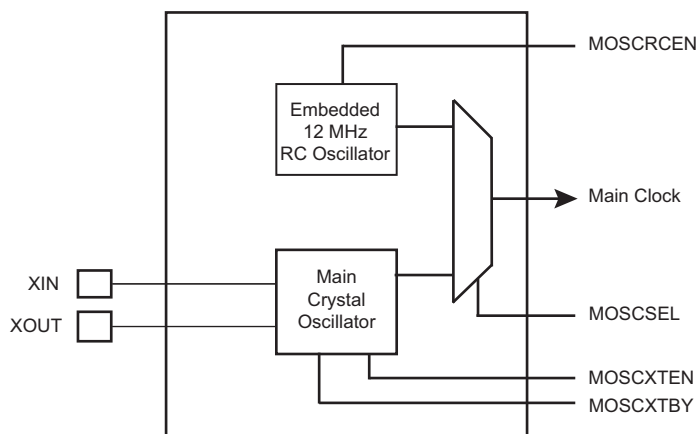 MOSCRCEN
Embedded
12 MHz
RC Oscillator
Main Clock
XIN
XOUT
Main
Crystal
Oscillator
MOSCSEL
MOSCXTEN
MOSCXTBY